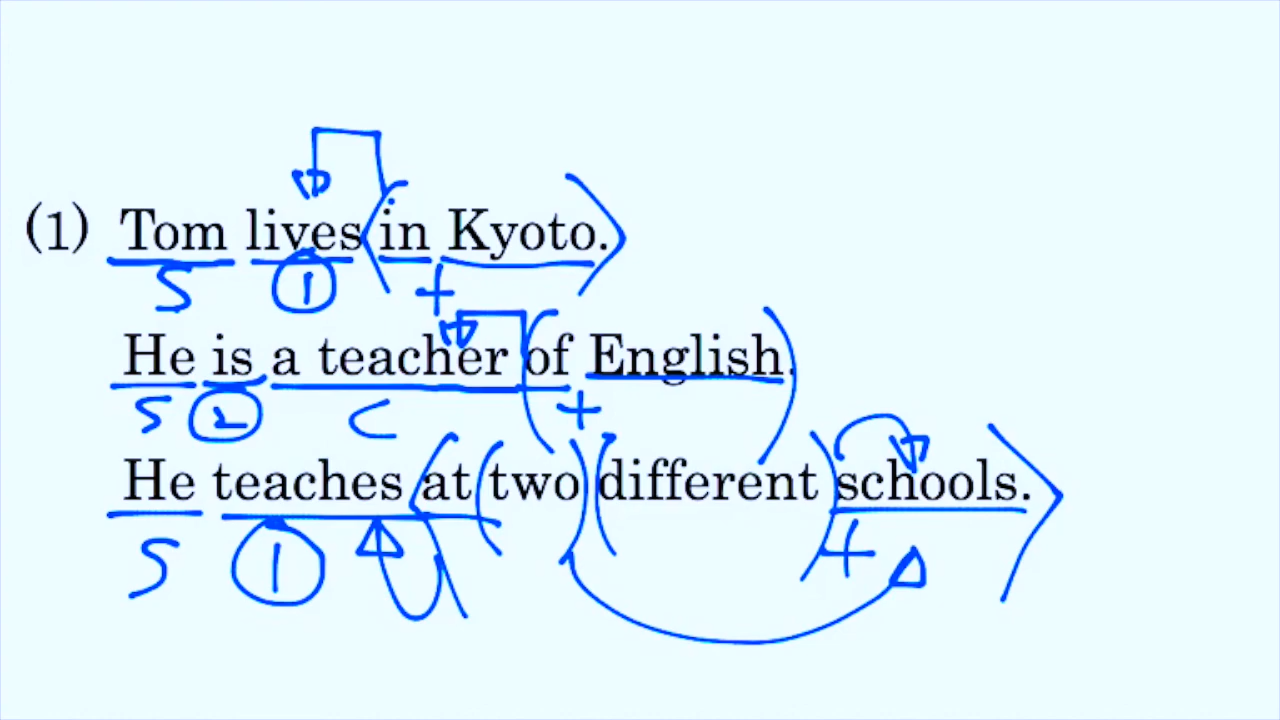 (1) Tom lives in Kyoto.
S ① +
He is a teacher of English.
S ② C +
He teaches at two different schools.
S ① +